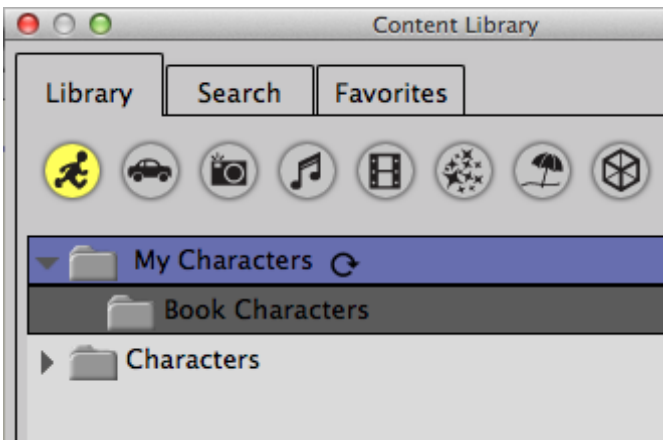 Content Library
Library Search Favorites
My Characters
Book Characters
Characters